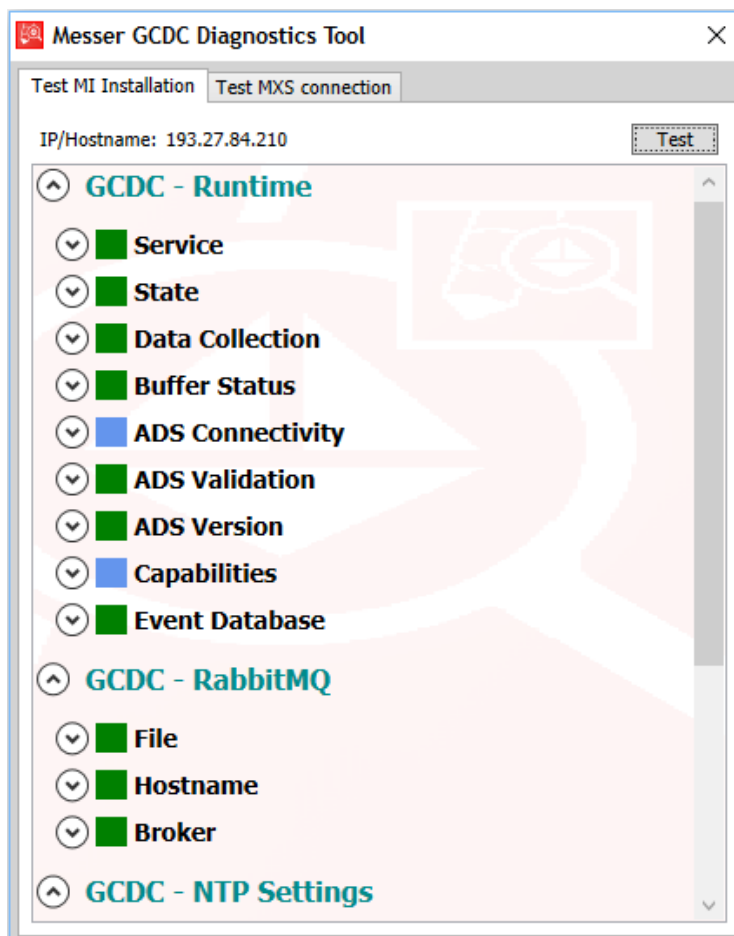 Messer GCDC Diagnostics Tool
Test MI Installation Test MXS connection
IP/Hostname: 193.27.84.210 Test
GCDC - Runtime
Service
State
Data Collection
Buffer Status
ADS Connectivity
ADS Validation
ADS Version
Capabilities
Event Database
GCDC - RabbitMQ
File
Hostname
Broker
GCDC - NTP Settings